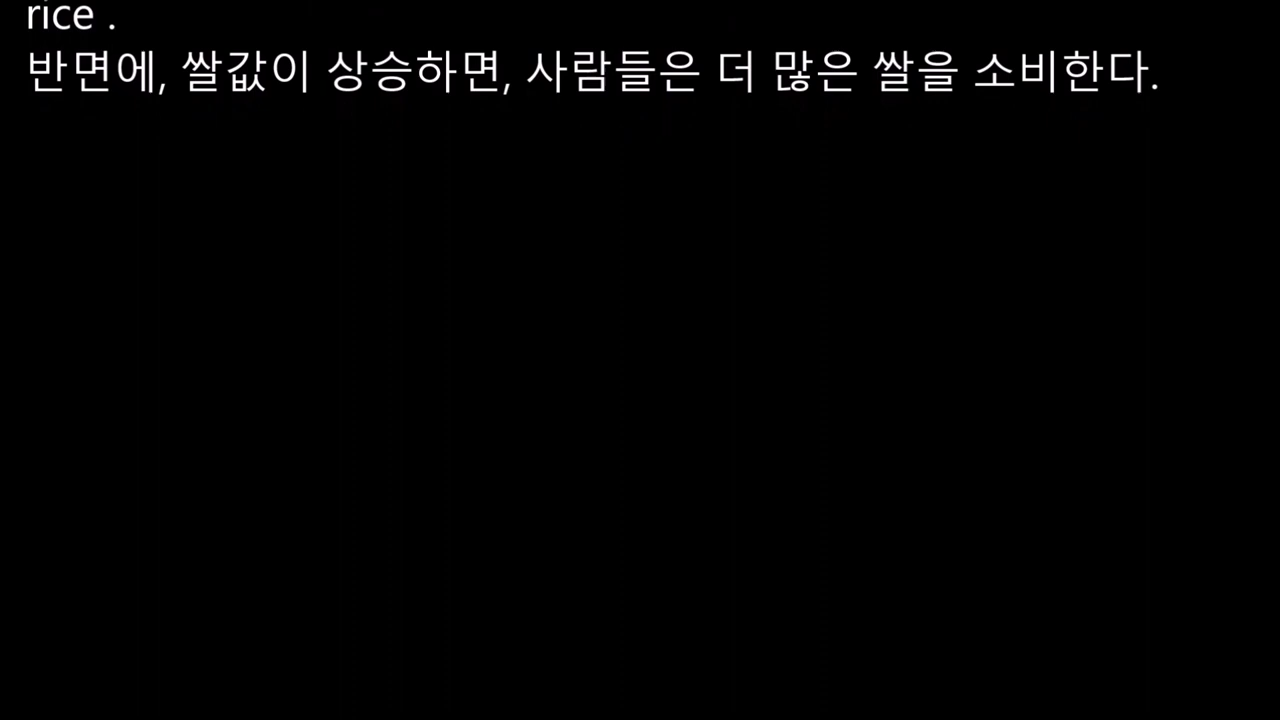 rice .
반면에, 쌀값이 상승하면, 사람들은 더 많은 쌀을 소비한다.